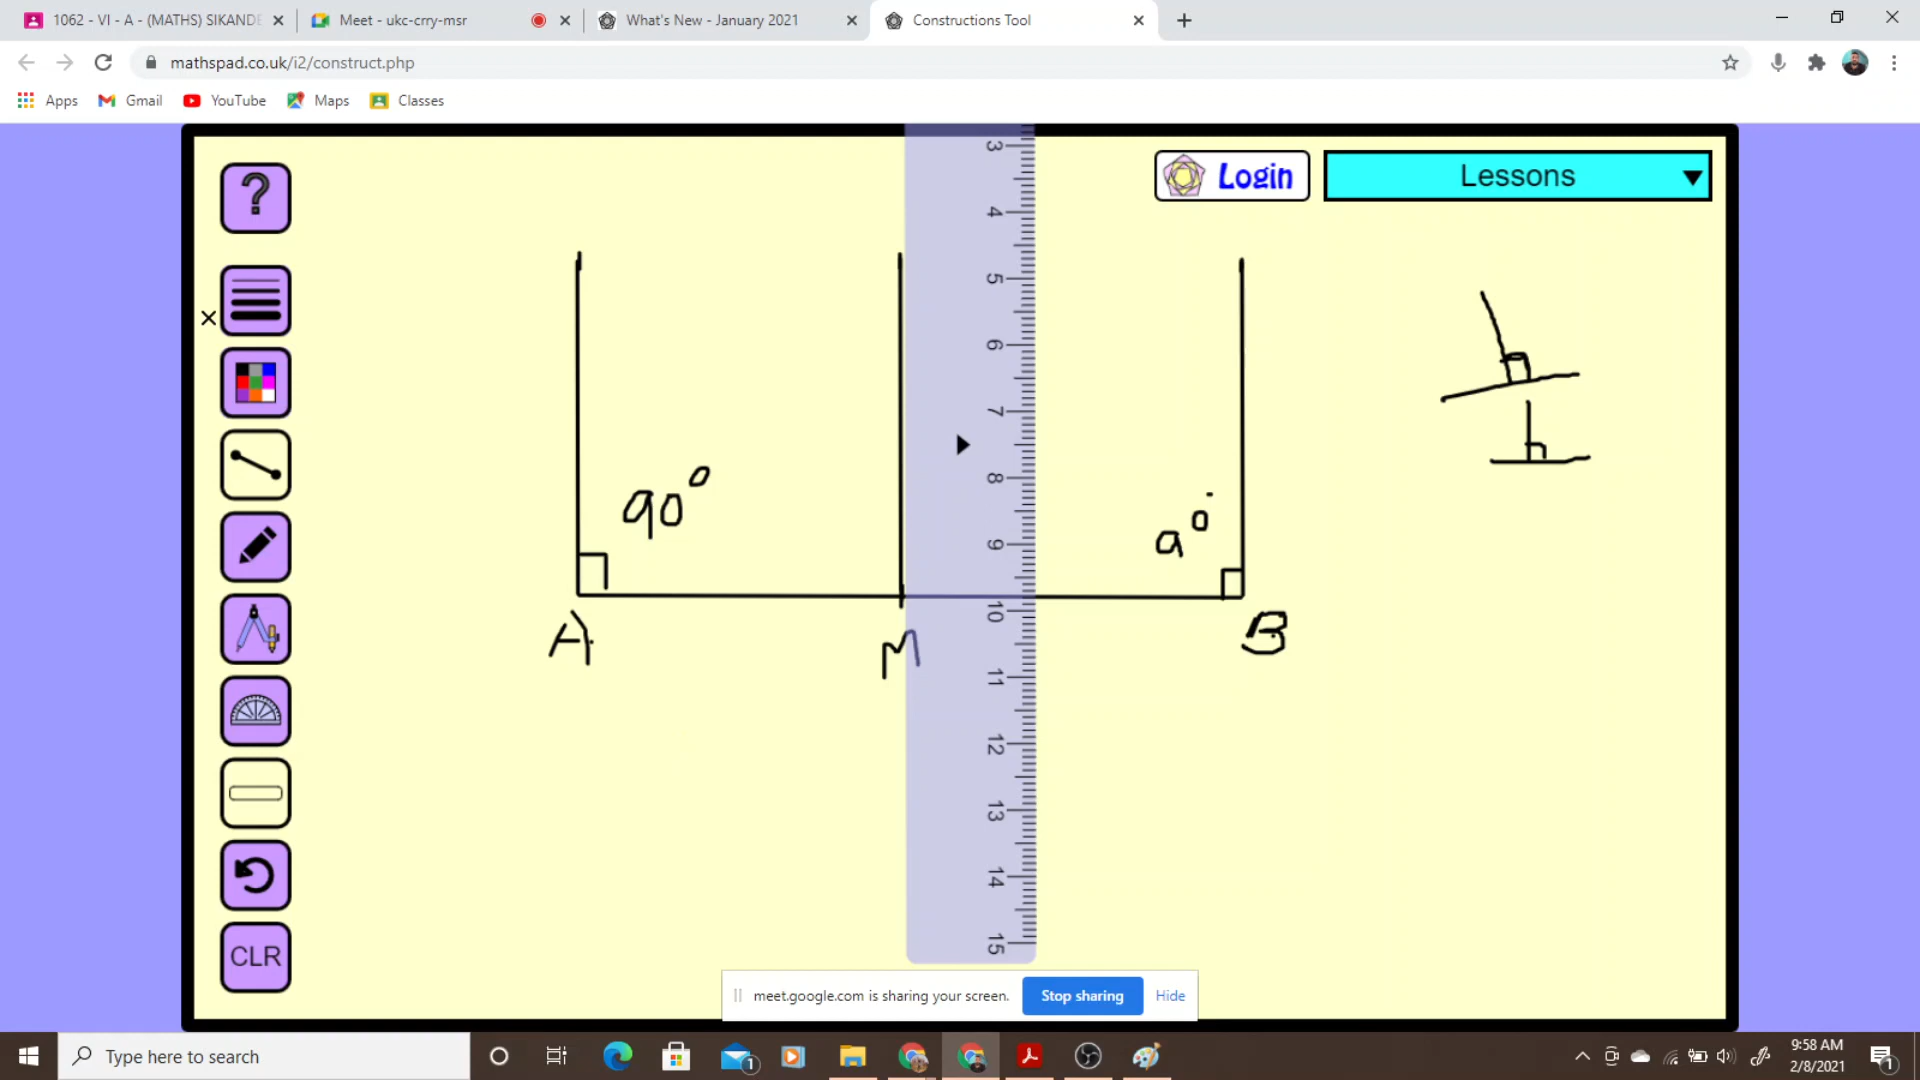 1062 - VI - A - (MATHS) SIKANDE
Meet - ukc-crry-msr
What's New - January 2021
Constructions Tool
mathspad.co.uk/i2/construct.php
Apps
Gmail
YouTube
Maps
Classes
?
Login
Lessons
3
4
5
6
7
8
9
10
11
12
13
14
15
90°
a°
A
M
B
CLR
meet.google.com is sharing your screen.
Stop sharing
Hide
Type here to search
1
9:58 AM
2/8/2021
1